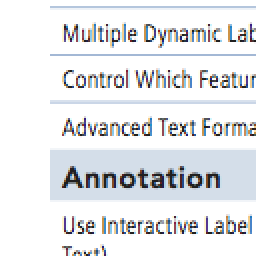 Multiple Dynamic Lab
Control Which Featur
Advanced Text Forma
Annotation
Use Interactive Label
Text)